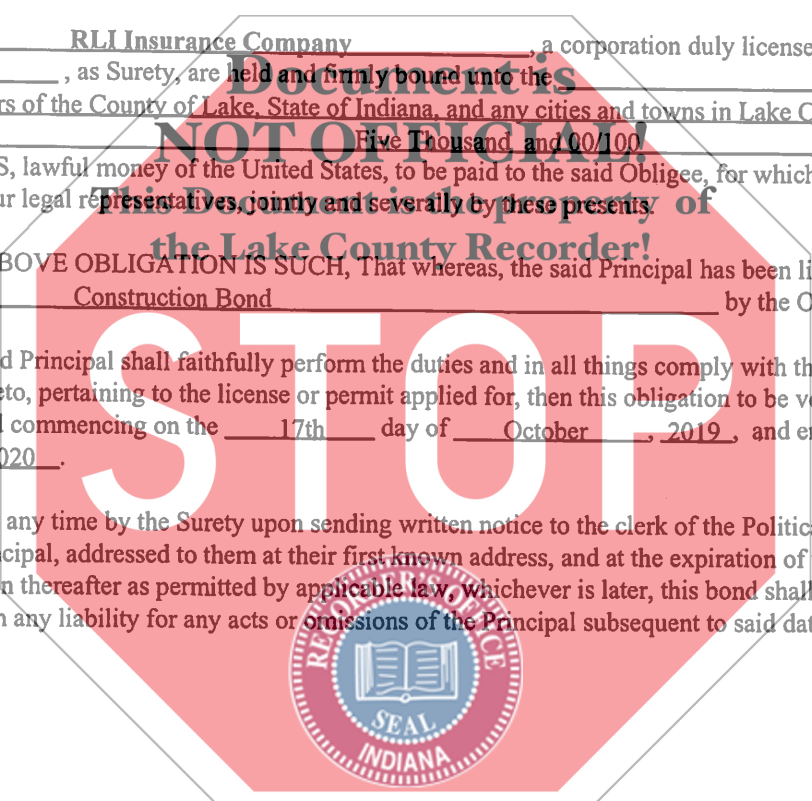 RLI Insurance Company , a corporation duly license
, as Surety, are held and firmly bound unto the
Document is
rs of the County of Lake, State of Indiana, and any cities and towns in Lake C
NOT OFFICIAL!
Five Thousand and 00/100
S, lawful money of the United States, to be paid to the said Obligee, for which
ur legal representatives, jointly and severally by these presents.
This Document is the property of
the Lake County Recorder!
BOVE OBLIGATION IS SUCH, That whereas, the said Principal has been li
Construction Bond by the O
STOP
d Principal shall faithfully perform the duties and in all things comply with th
eto, pertaining to the license or permit applied for, then this obligation to be v
commencing on the 17th day of October , 2019 , and e
020 .
any time by the Surety upon sending written notice to the clerk of the Politic
cipal, addressed to them at their first known address, and at the expiration of
n thereafter as permitted by applicable law, whichever is later, this bond shal
n any liability for any acts or omissions of the Principal subsequent to said dat
RECORDER'S OFFICE
SEAL
INDIANA